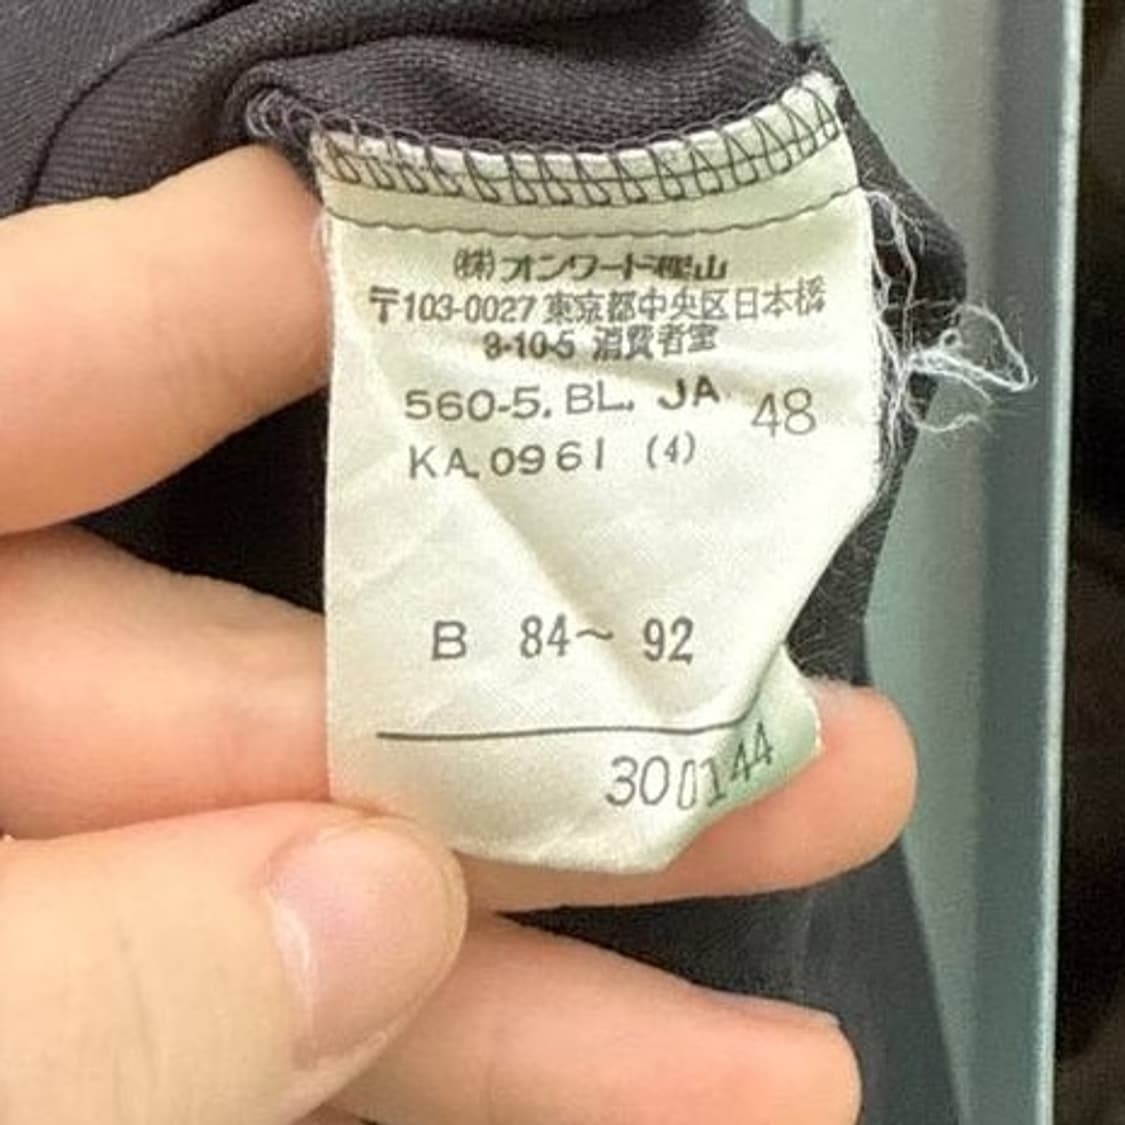 (株)オンワード樫山
〒103-0027 東京都中央区日本橋
3-10-5 消費者室
560-5. BL. JA 48
KA.0961 (4)
B 84~ 92
300144